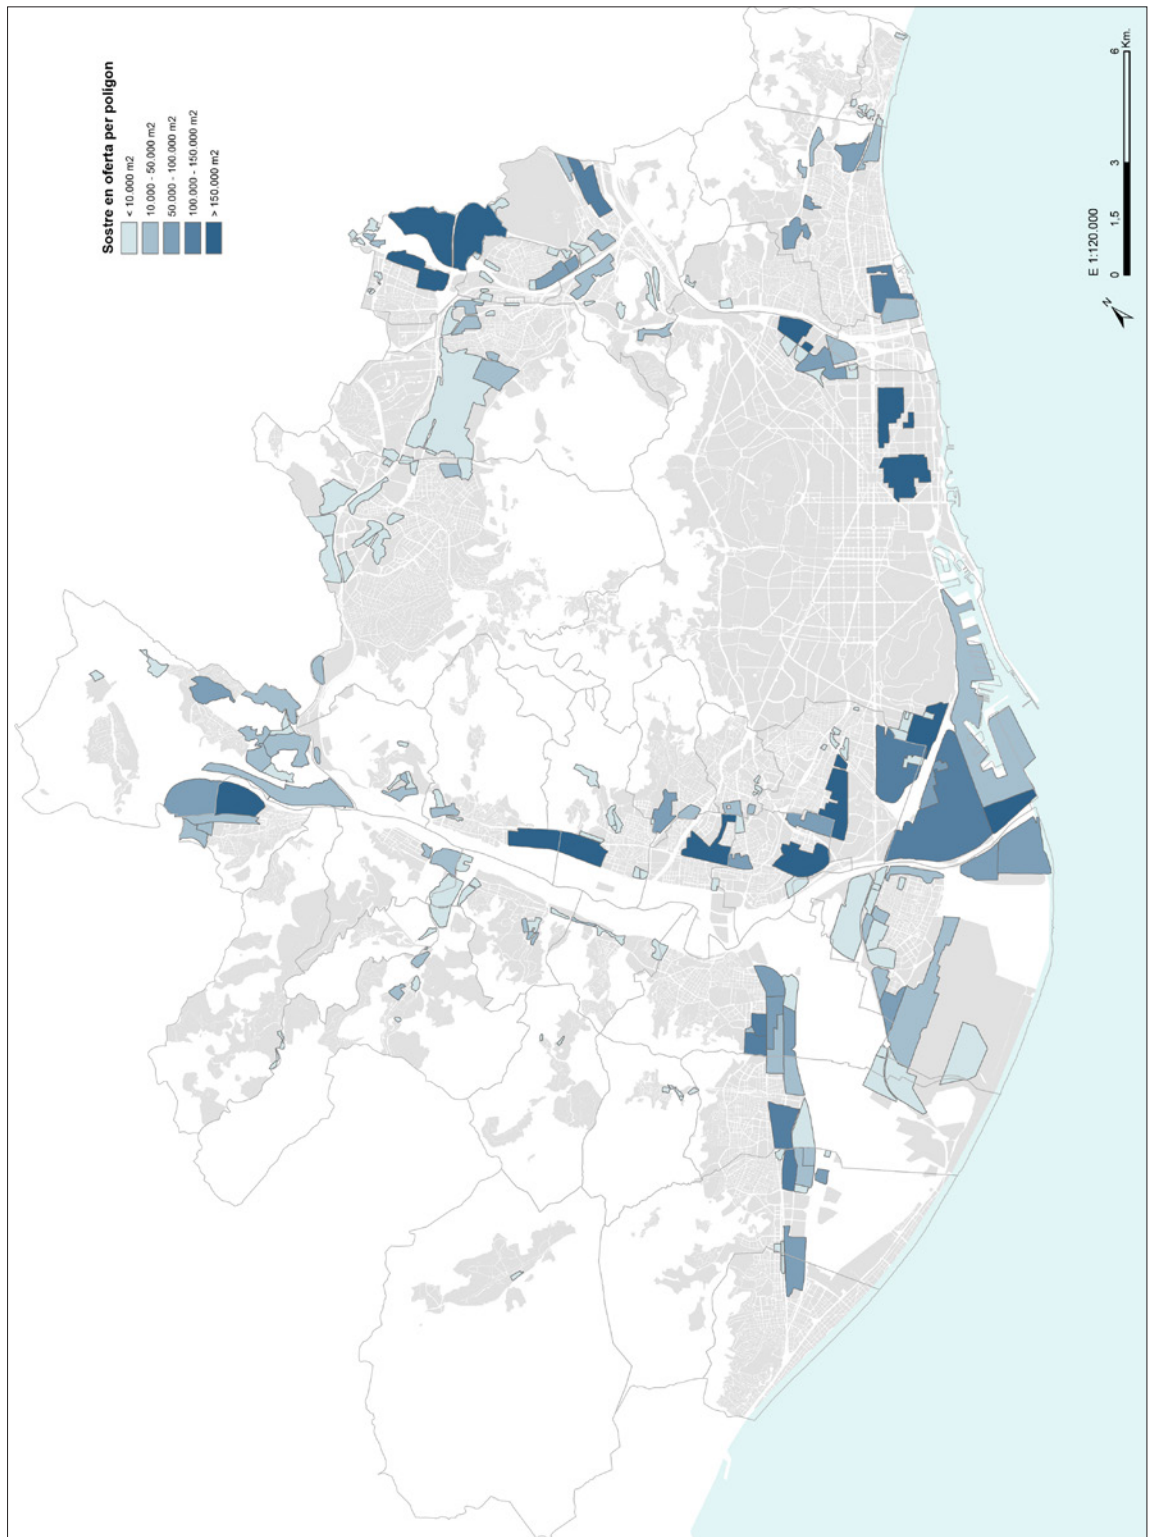 Sostre en oferta per polígon
< 10.000 m2
10.000 - 50.000 m2
50.000 - 100.000 m2
100.000 - 150.000 m2
> 150.000 m2
E 1:120.000
0 1,5 3 6
Km.
N